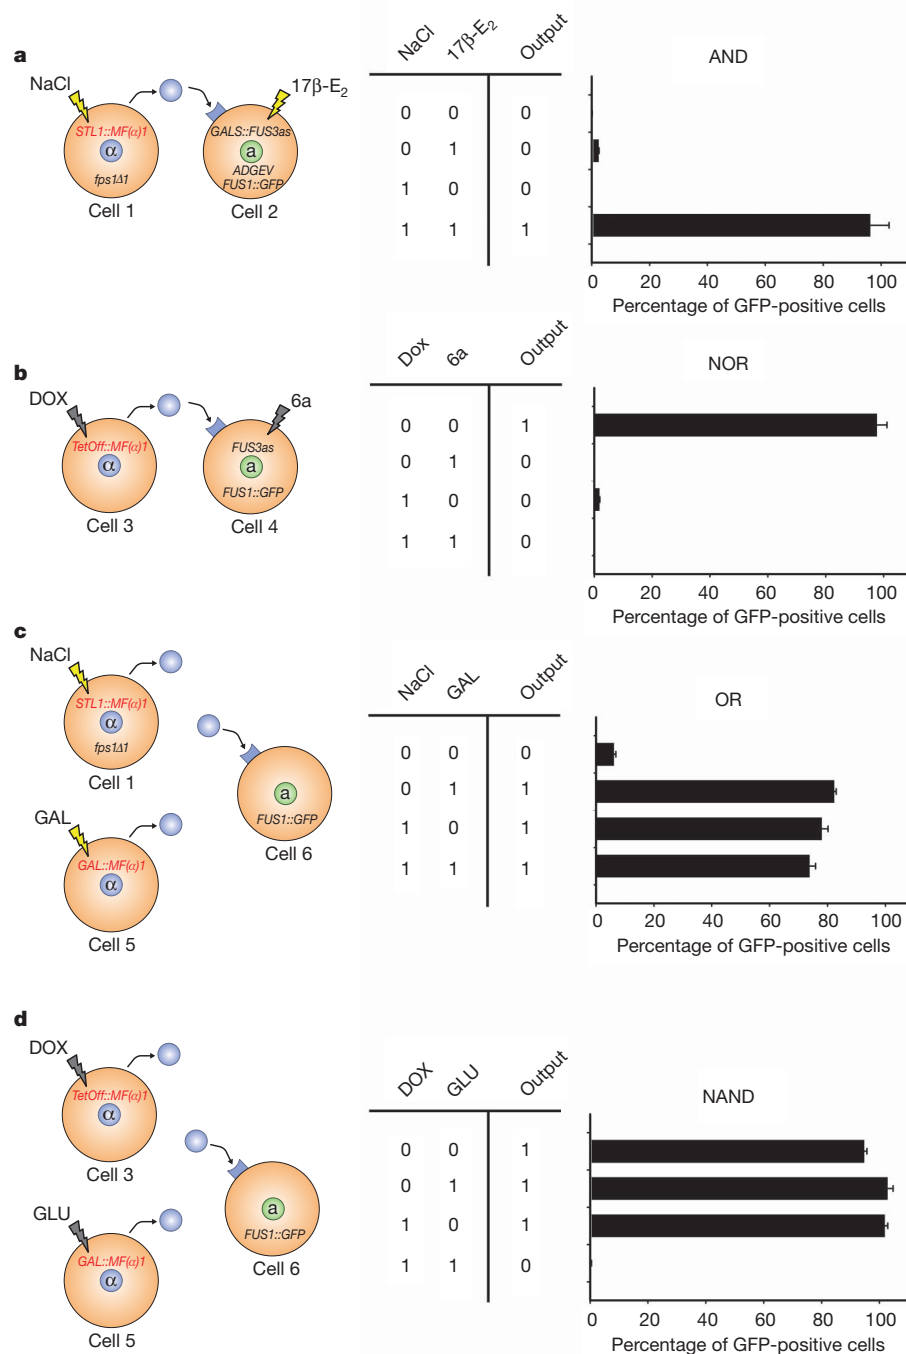 a
NaCl
STL1::MF(α)1
α
fps1Δ1
Cell 1
17β-E2
GALS::FUS3as
a
ADGEV
FUS1::GFP
Cell 2
NaCl 17β-E2 Output
0 0 0
0 1 0
1 0 0
1 1 1
AND
0 20 40 60 80 100
Percentage of GFP-positive cells
b
DOX
TetOff::MF(α)1
α
Cell 3
6a
FUS3as
a
FUS1::GFP
Cell 4
Dox 6a Output
0 0 1
0 1 0
1 0 0
1 1 0
NOR
0 20 40 60 80 100
Percentage of GFP-positive cells
c
NaCl
STL1::MF(α)1
α
fps1Δ1
Cell 1
GAL
GAL::MF(α)1
α
Cell 5
a
FUS1::GFP
Cell 6
NaCl GAL Output
0 0 0
0 1 1
1 0 1
1 1 1
OR
0 20 40 60 80 100
Percentage of GFP-positive cells
d
DOX
TetOff::MF(α)1
α
Cell 3
GLU
GAL::MF(α)1
α
Cell 5
a
FUS1::GFP
Cell 6
DOX GLU Output
0 0 1
0 1 1
1 0 1
1 1 0
NAND
0 20 40 60 80 100
Percentage of GFP-positive cells